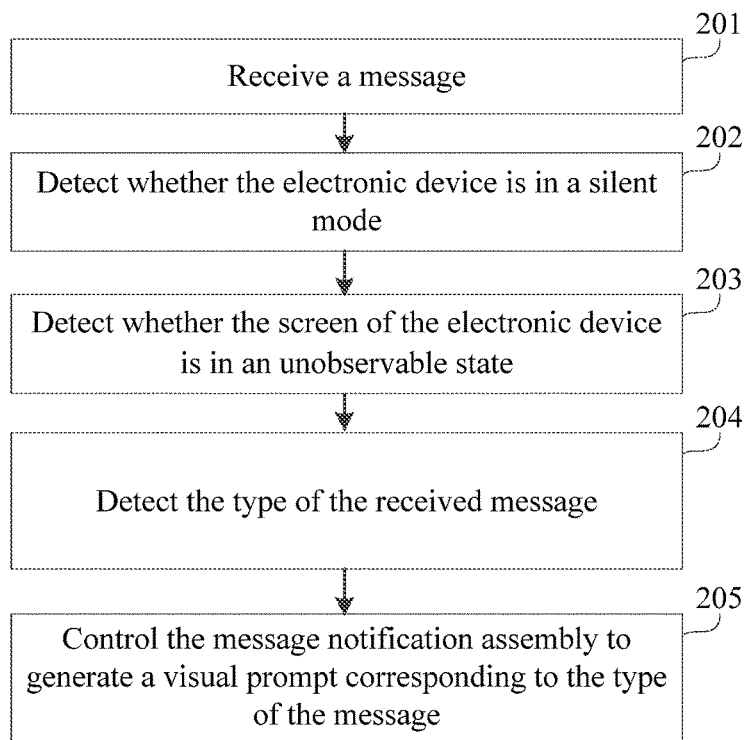 201
Receive a message
202
Detect whether the electronic device is in a silent
mode
203
Detect whether the screen of the electronic device
is in an unobservable state
204
Detect the type of the received message
205
Control the message notification assembly to
generate a visual prompt corresponding to the type
of the message